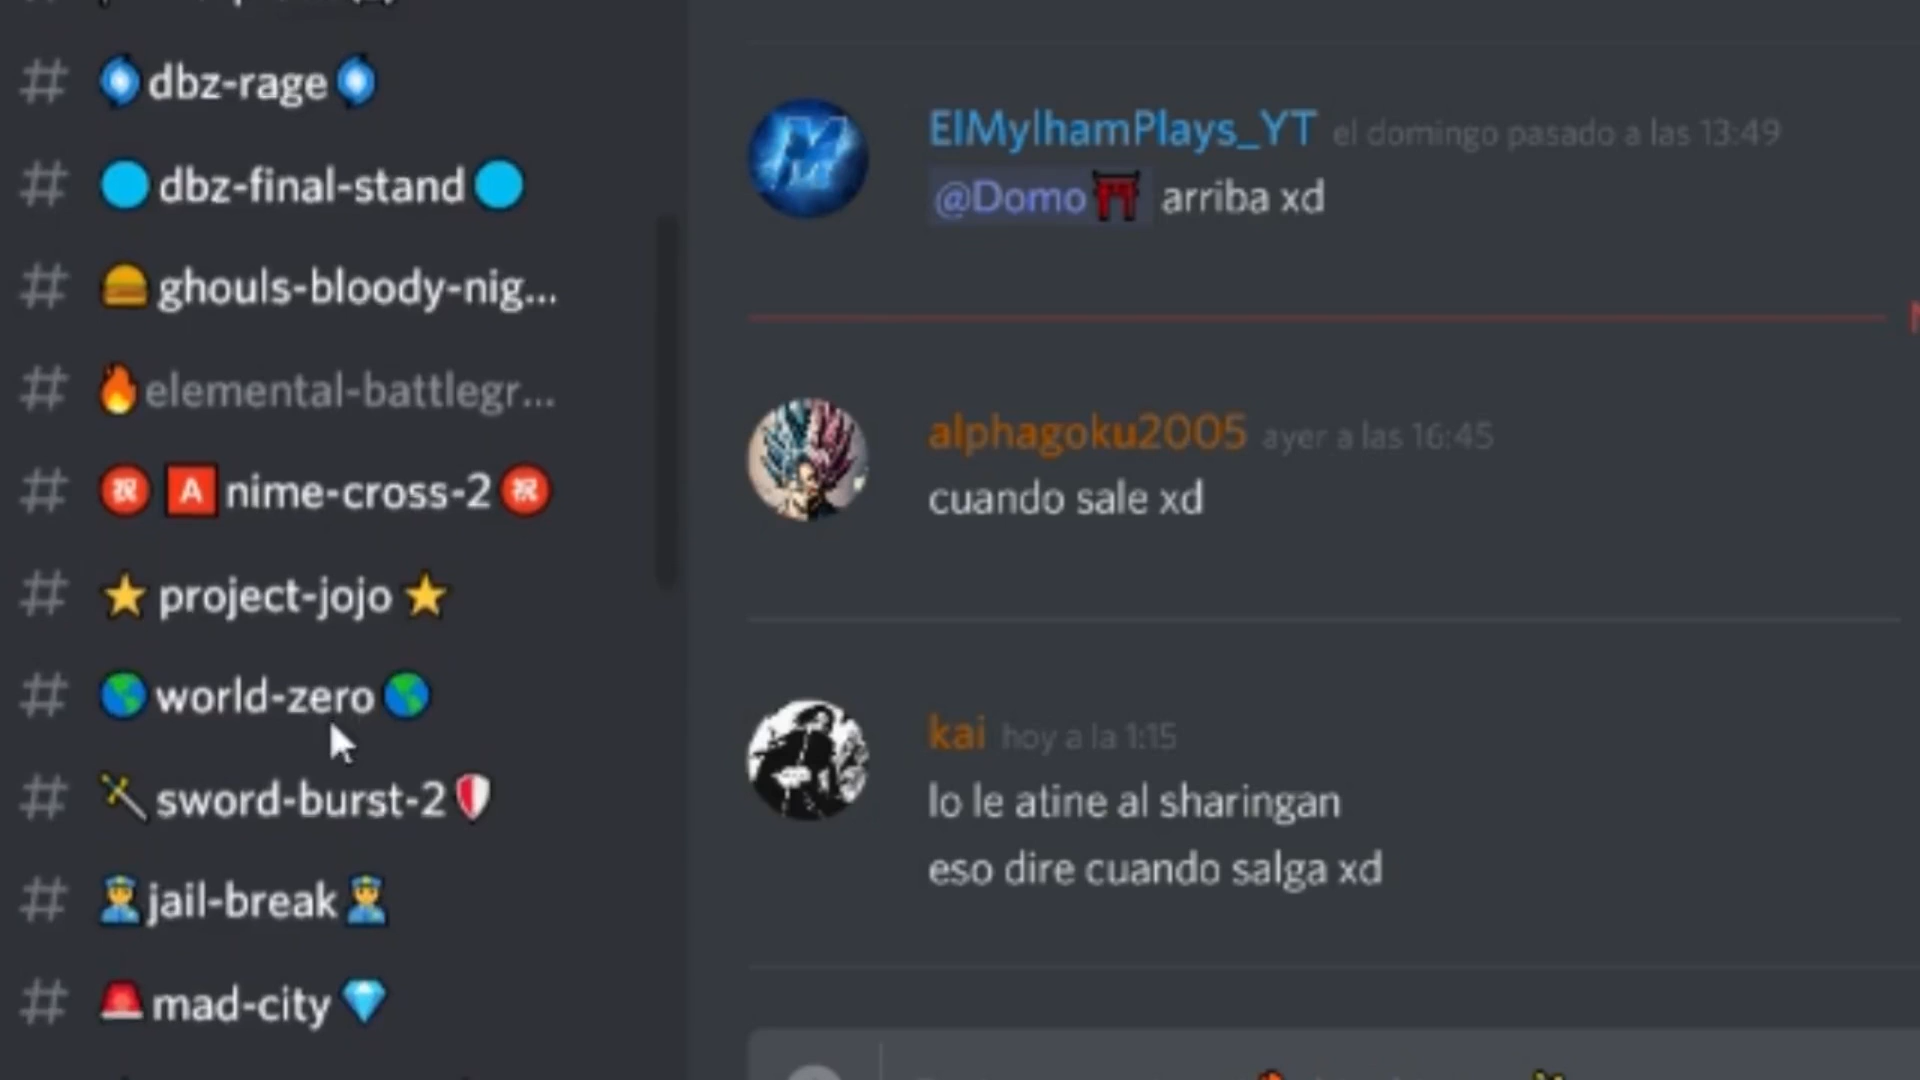 # dbz-rage
# dbz-final-stand
# ghouls-bloody-nig...
# elemental-battlegr...
# 祝 A nime-cross-2 祝
# project-jojo
# world-zero
# sword-burst-2
# jail-break
# mad-city
ElMylhamPlays_YT el domingo pasado a las 13:49
@Domo arriba xd
alphagoku2005 ayer a las 16:45
cuando sale xd
kai hoy a la 1:15
lo le atine al sharingan
eso dire cuando salga xd